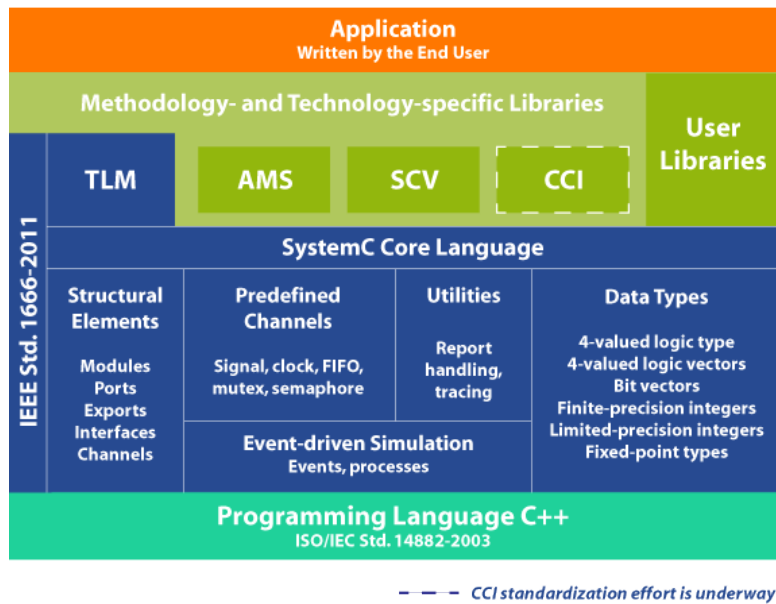 Application
Written by the End User
Methodology- and Technology-specific Libraries
User
Libraries
TLM
AMS
SCV
CCI
IEEE Std. 1666-2011
SystemC Core Language
Structural
Elements
Modules
Ports
Exports
Interfaces
Channels
Predefined
Channels
Signal, clock, FIFO,
mutex, semaphore
Utilities
Report
handling,
tracing
Event-driven Simulation
Events, processes
Data Types
4-valued logic type
4-valued logic vectors
Bit vectors
Finite-precision integers
Limited-precision integers
Fixed-point types
Programming Language C++
ISO/IEC Std. 14882-2003
CCI standardization effort is underway